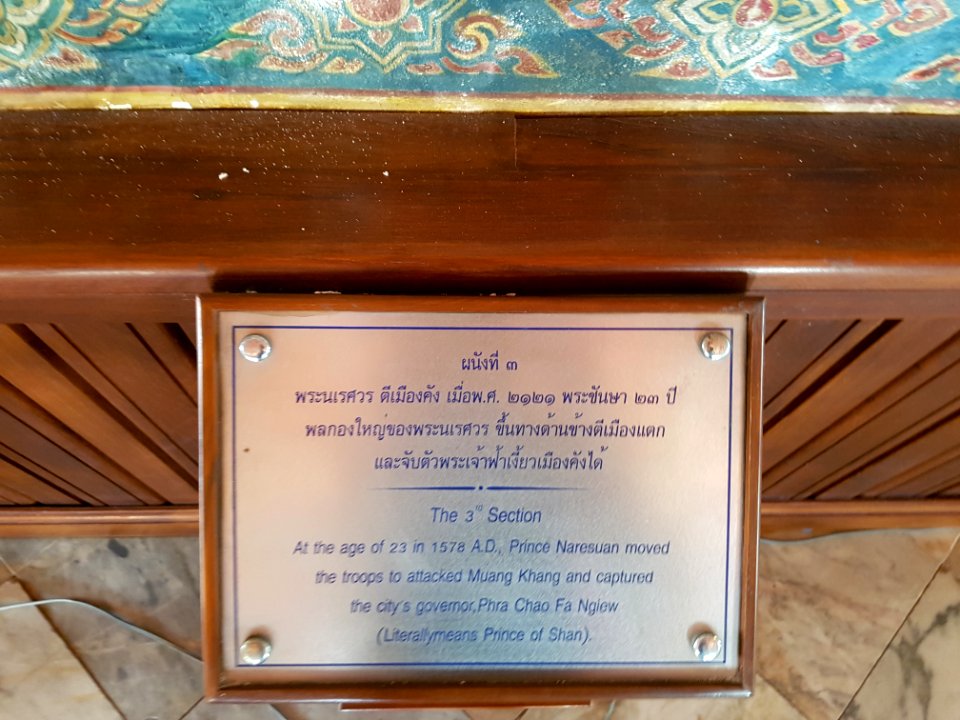 ผนังที่ ๓
พระนเรศวร ตีเมืองคัง เมื่อพ.ศ. ๒๑๒๑ พระชันษา ๒๓ ปี
พลกองใหญ่ของพระนเรศวร ขึ้นทางด้านข้างตีเมืองแตก
และจับตัวพระเจ้าฟ้าเงี้ยวเมืองคังได้
The 3rd Section
At the age of 23 in 1578 A.D., Prince Naresuan moved
the troops to attacked Muang Khang and captured
the city's governor,Phra Chao Fa Ngiew
(Literallymeans Prince of Shan).